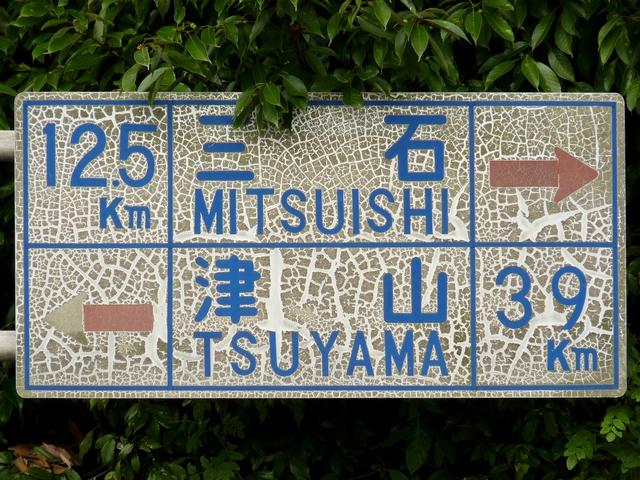 12.5 Km
三石
MITSUISHI
津山
TSUYAMA
39 Km